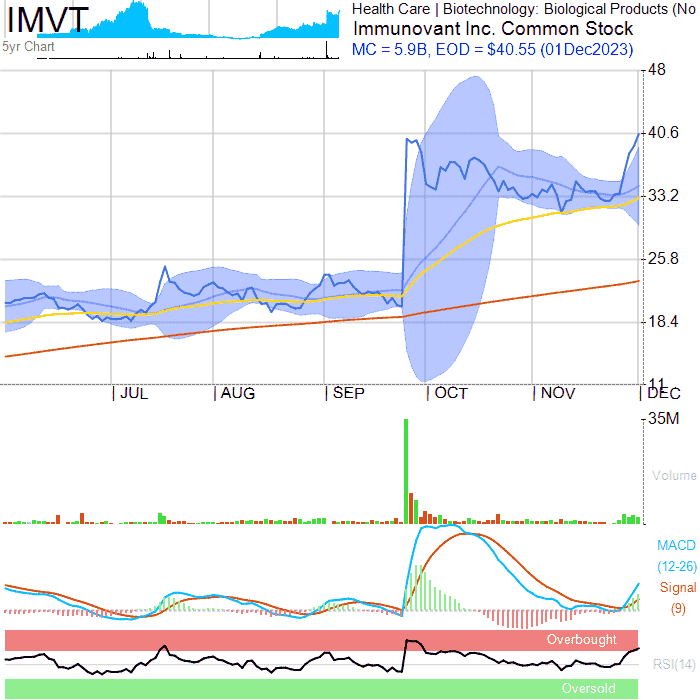 IMVT
5yr Chart
Health Care | Biotechnology: Biological Products (No
Immunovant Inc. Common Stock
MC = 5.9B, EOD = $40.55 (01Dec2023)
48
40.6
33.2
25.8
18.4
11
JUL
AUG
SEP
OCT
NOV
DEC
35M
Volume
MACD
(12-26)
Signal
(9)
Overbought
RSI(14)
Oversold